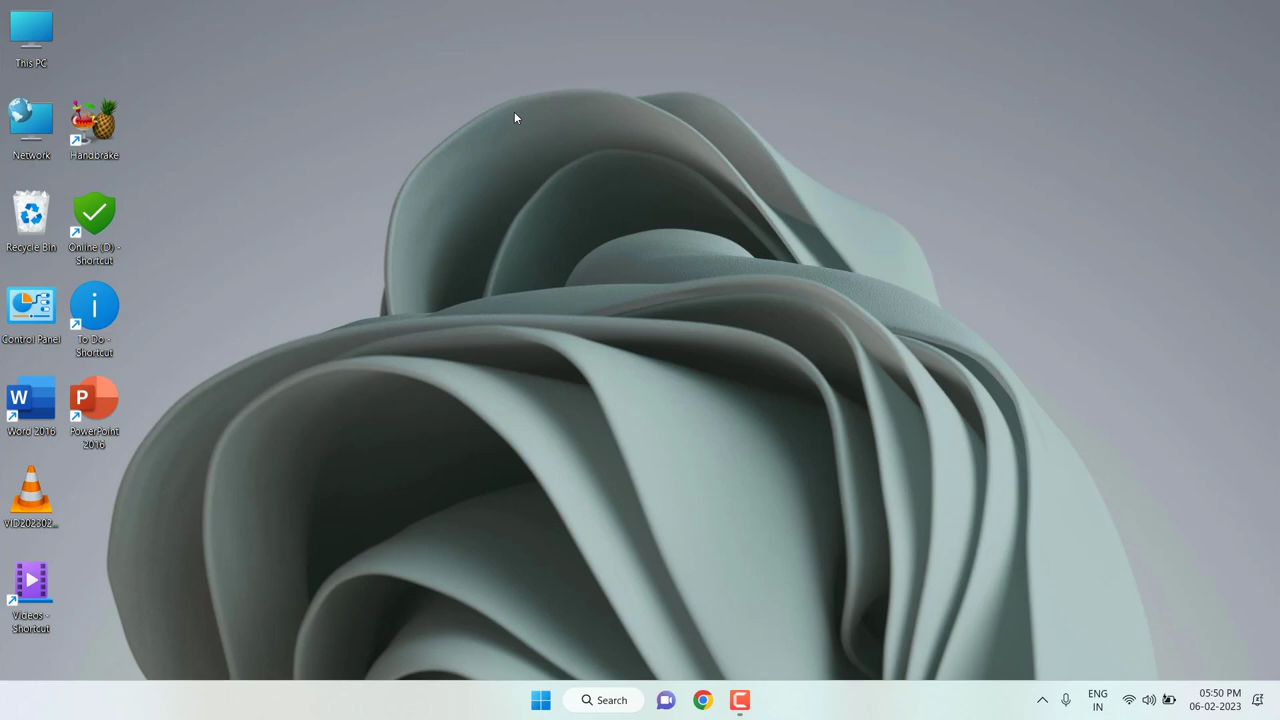 This PC
Network
Handbrake
Recycle Bin
Online (D) -
Shortcut
Control Panel
To Do -
Shortcut
W
Word 2016
P
PowerPoint
2016
VID202302...
Videos -
Shortcut
Search
ENG
IN
05:50 PM
06-02-2023